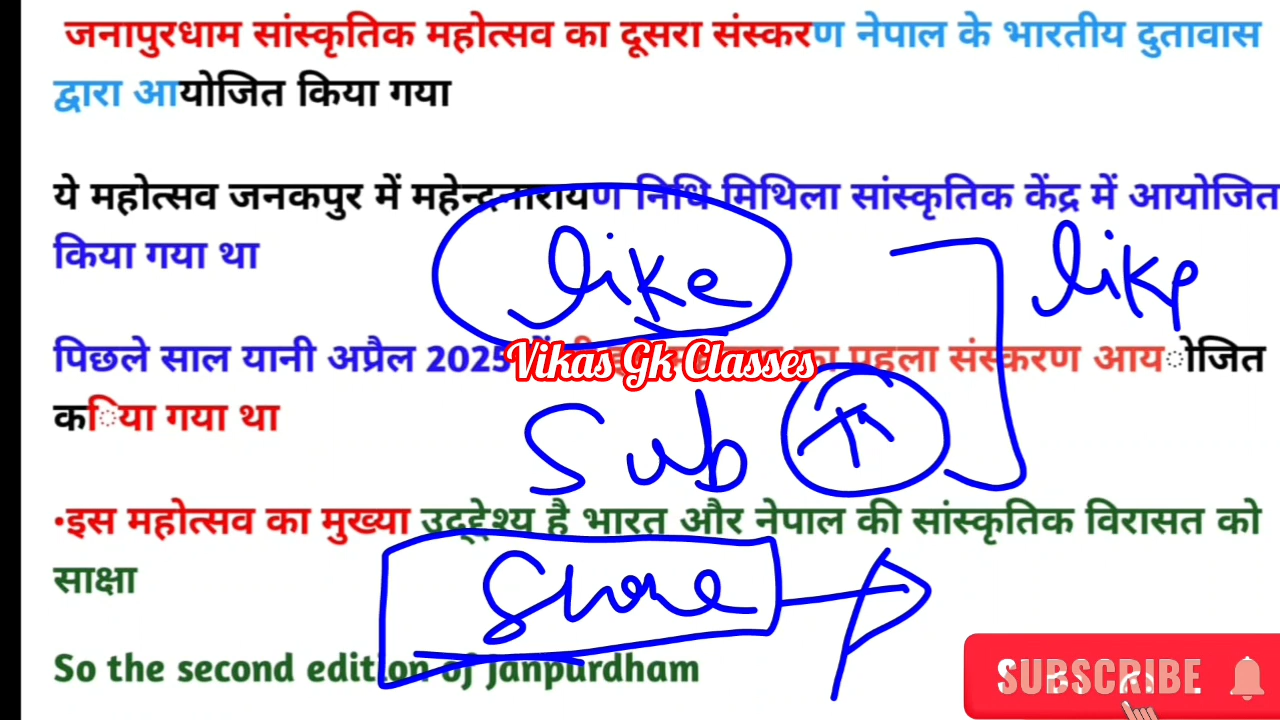 जनापुरधाम सांस्कृतिक महोत्सव का दूसरा संस्करण नेपाल के भारतीय दुतावास
द्वारा आयोजित किया गया
ये महोत्सव जनकपुर में महेन्द्रनारायण निधि मिथिला सांस्कृतिक केंद्र में आयोजित
किया गया था
like
like
पिछले साल यानी अप्रैल 2025 का पहला संस्करण आयोजित
Vikas Gk Classes
किया गया था
Sub
•इस महोत्सव का मुख्या उद्देश्य है भारत और नेपाल की सांस्कृतिक विरासत को
साक्षा
Share
So the second edition of Janpurdham
SUBSCRIBE